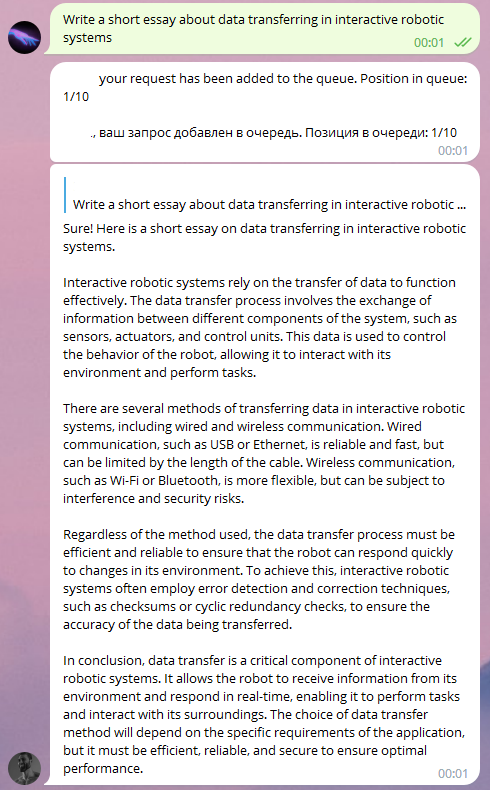 Write a short essay about data transferring in interactive robotic
systems
00:01
your request has been added to the queue. Position in queue:
1/10
., ваш запрос добавлен в очередь. Позиция в очереди: 1/10
00:01
Write a short essay about data transferring in interactive robotic ...
Sure! Here is a short essay on data transferring in interactive robotic
systems.
Interactive robotic systems rely on the transfer of data to function
effectively. The data transfer process involves the exchange of
information between different components of the system, such as
sensors, actuators, and control units. This data is used to control
the behavior of the robot, allowing it to interact with its
environment and perform tasks.
There are several methods of transferring data in interactive robotic
systems, including wired and wireless communication. Wired
communication, such as USB or Ethernet, is reliable and fast, but
can be limited by the length of the cable. Wireless communication,
such as Wi-Fi or Bluetooth, is more flexible, but can be subject to
interference and security risks.
Regardless of the method used, the data transfer process must be
efficient and reliable to ensure that the robot can respond quickly
to changes in its environment. To achieve this, interactive robotic
systems often employ error detection and correction techniques,
such as checksums or cyclic redundancy checks, to ensure the
accuracy of the data being transferred.
In conclusion, data transfer is a critical component of interactive
robotic systems. It allows the robot to receive information from its
environment and respond in real-time, enabling it to perform tasks
and interact with its surroundings. The choice of data transfer
method will depend on the specific requirements of the application,
but it must be efficient, reliable, and secure to ensure optimal
performance.
00:01